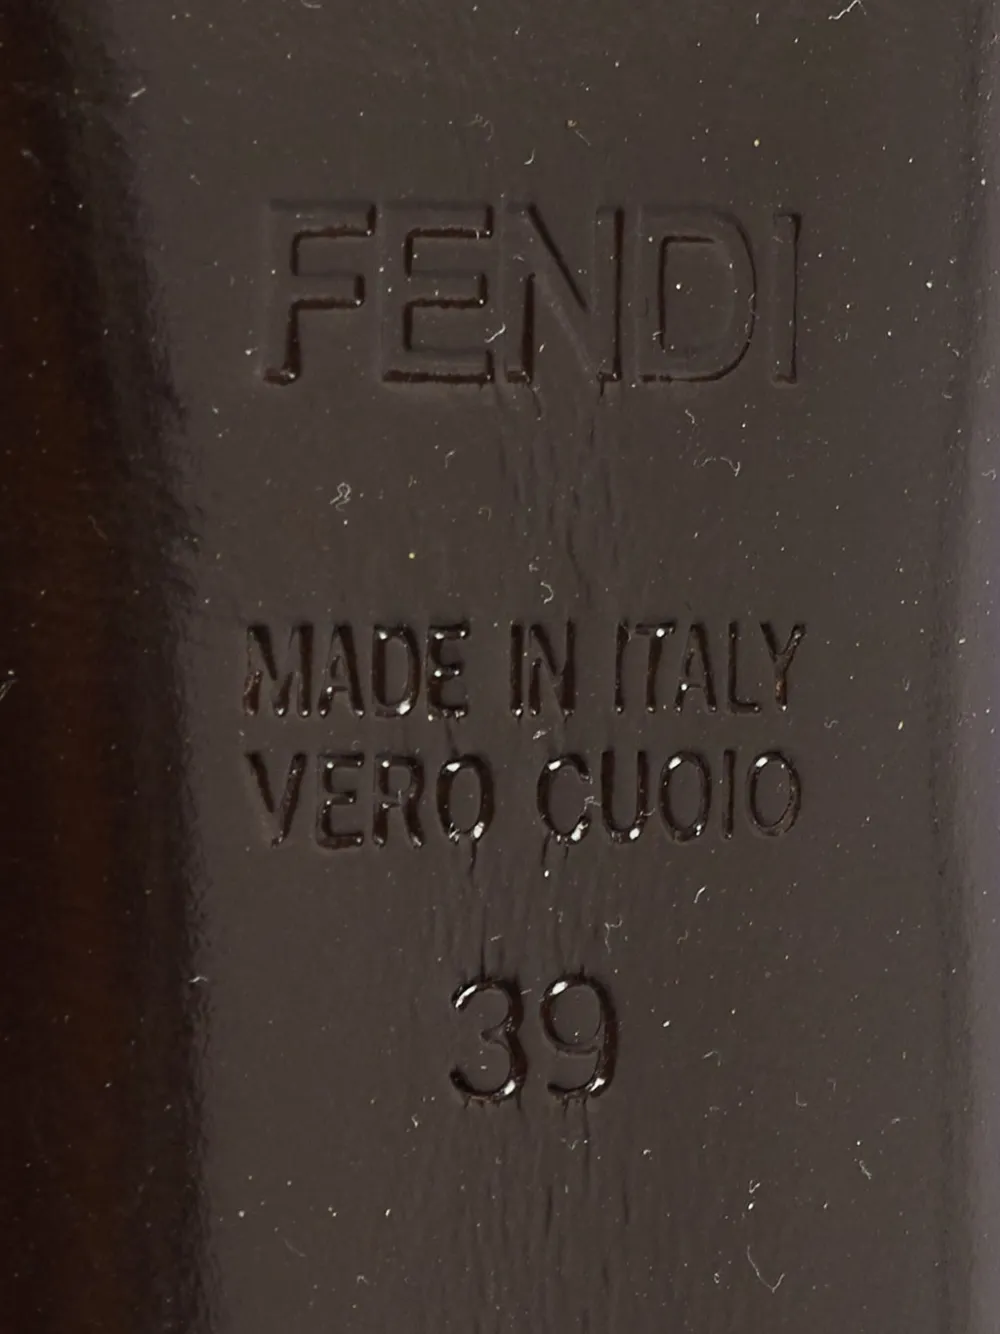 FENDI
MADE IN ITALY
VERO CUOIO
39